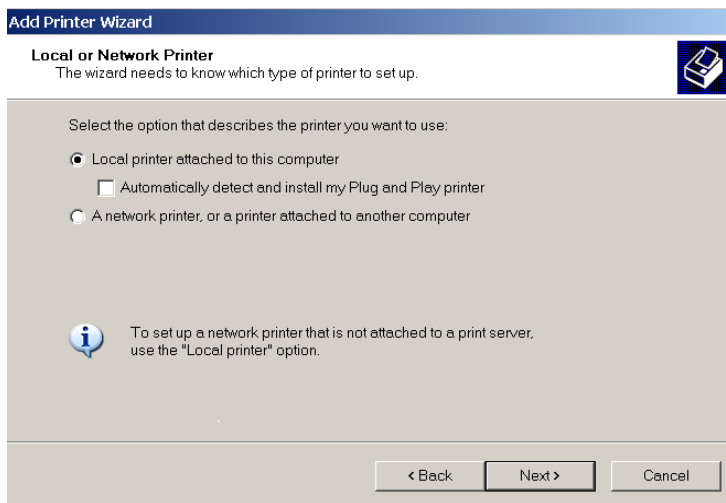 Add Printer Wizard
Local or Network Printer
The wizard needs to know which type of printer to set up.
Select the option that describes the printer you want to use:
Local printer attached to this computer
Automatically detect and install my Plug and Play printer
A network printer, or a printer attached to another computer
To set up a network printer that is not attached to a print server,
use the "Local printer" option.
< Back Next > Cancel